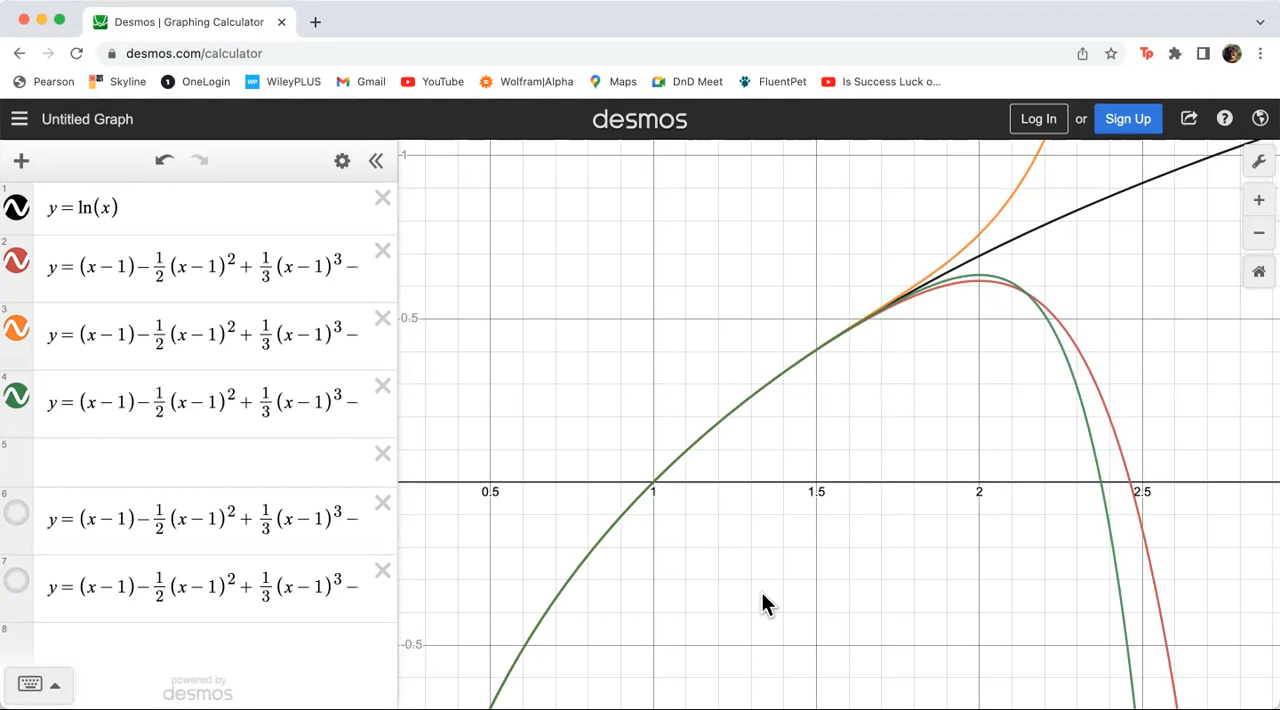 Desmos | Graphing Calculator
desmos.com/calculator
Pearson Skyline OneLogin WP WileyPLUS Gmail YouTube Wolfram|Alpha Maps DnD Meet FluentPet Is Success Luck o...
Untitled Graph desmos Log In or Sign Up
1 y = ln(x)
2 y = (x − 1) − 1/2 (x − 1)² + 1/3 (x − 1)³ −
3 y = (x − 1) − 1/2 (x − 1)² + 1/3 (x − 1)³ −
4 y = (x − 1) − 1/2 (x − 1)² + 1/3 (x − 1)³ −
5
6 y = (x − 1) − 1/2 (x − 1)² + 1/3 (x − 1)³ −
7 y = (x − 1) − 1/2 (x − 1)² + 1/3 (x − 1)³ −
8
powered by
desmos
1
0.5
0.5 1 1.5 2 2.5
-0.5